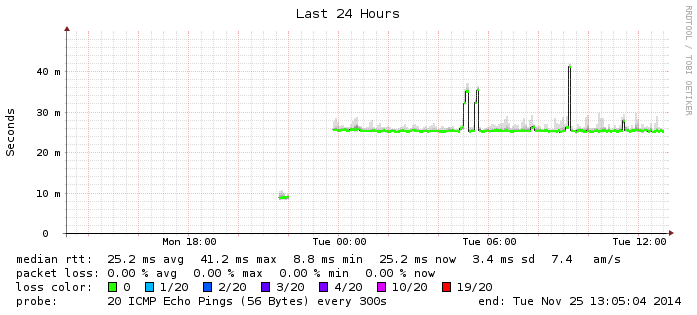 Last 24 Hours
RRDTOOL / TOBI OETIKER
Seconds
40 m
30 m
20 m
10 m
0
Mon 18:00 Tue 00:00 Tue 06:00 Tue 12:00
median rtt: 25.2 ms avg 41.2 ms max 8.8 ms min 25.2 ms now 3.4 ms sd 7.4 am/s
packet loss: 0.00 % avg 0.00 % max 0.00 % min 0.00 % now
loss color: 0 1/20 2/20 3/20 4/20 10/20 19/20
probe: 20 ICMP Echo Pings (56 Bytes) every 300s end: Tue Nov 25 13:05:04 2014